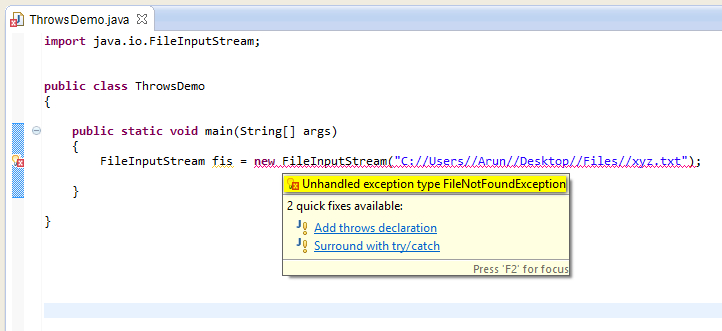 ThrowsDemo.java
import java.io.FileInputStream;
public class ThrowsDemo
{
public static void main(String[] args)
{
FileInputStream fis = new FileInputStream("C://Users//Arun//Desktop//Files//xyz.txt");
Unhandled exception type FileNotFoundException
2 quick fixes available:
Add throws declaration
Surround with try/catch
Press 'F2' for focus
}
}